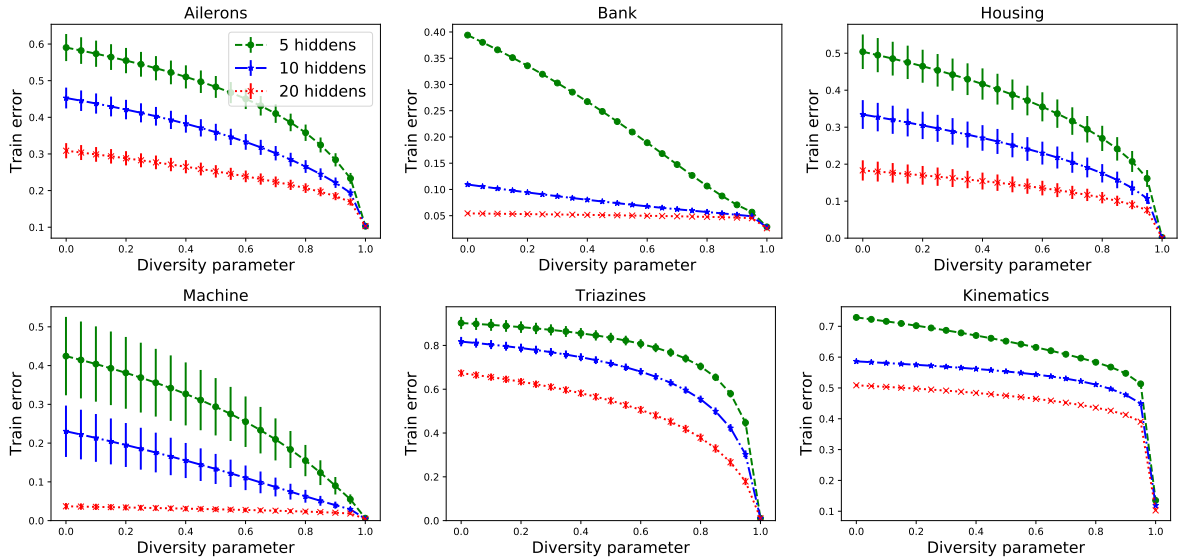 Ailerons
Train error
0.6
0.5
0.4
0.3
0.2
0.1
5 hiddens
10 hiddens
20 hiddens
0.0 0.2 0.4 0.6 0.8 1.0
Diversity parameter
Bank
Train error
0.40
0.35
0.30
0.25
0.20
0.15
0.10
0.05
0.0 0.2 0.4 0.6 0.8 1.0
Diversity parameter
Housing
Train error
0.5
0.4
0.3
0.2
0.1
0.0
0.0 0.2 0.4 0.6 0.8 1.0
Diversity parameter
Machine
Train error
0.5
0.4
0.3
0.2
0.1
0.0
0.0 0.2 0.4 0.6 0.8 1.0
Diversity parameter
Triazines
Train error
0.8
0.6
0.4
0.2
0.0
0.0 0.2 0.4 0.6 0.8 1.0
Diversity parameter
Kinematics
Train error
0.7
0.6
0.5
0.4
0.3
0.2
0.1
0.0 0.2 0.4 0.6 0.8 1.0
Diversity parameter